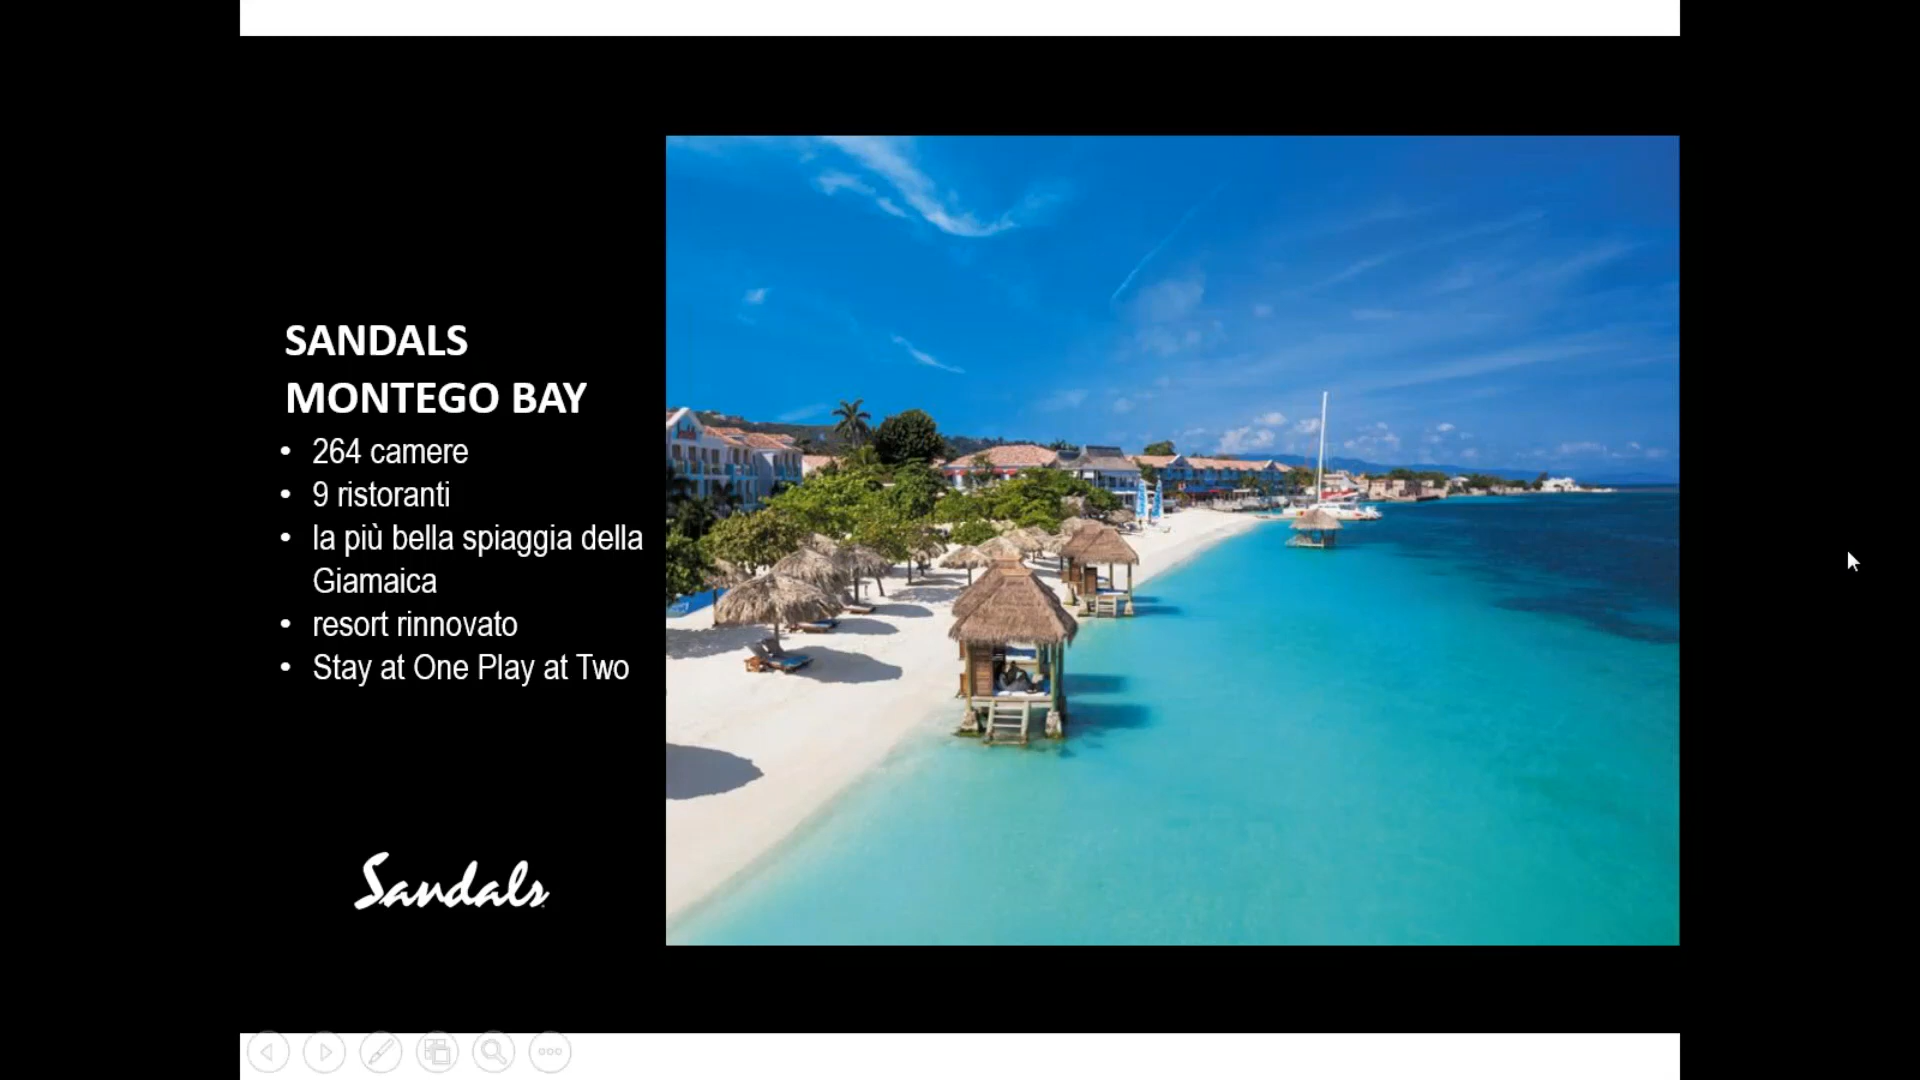 SANDALS
MONTEGO BAY
• 264 camere
• 9 ristoranti
• la più bella spiaggia della
Giamaica
• resort rinnovato
• Stay at One Play at Two
Sandals